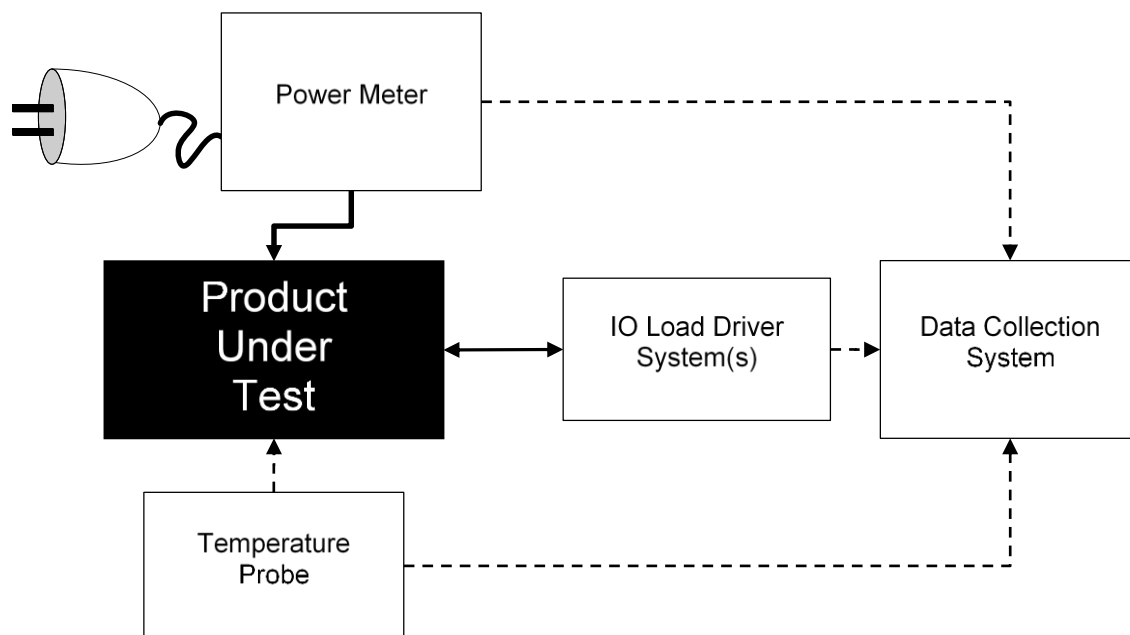 Power Meter
Product
Under
Test
IO Load Driver
System(s)
Data Collection
System
Temperature
Probe